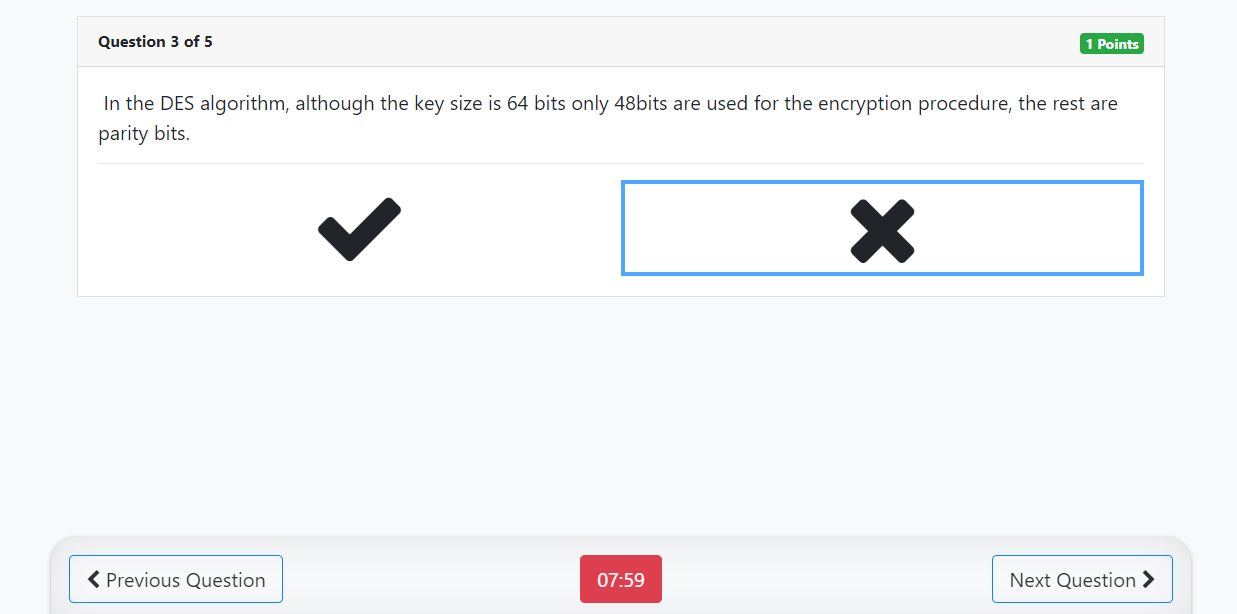 Question 3 of 5
1 Points
In the DES algorithm, although the key size is 64 bits only 48bits are used for the encryption procedure, the rest are
parity bits.
Previous Question
07:59
Next Question